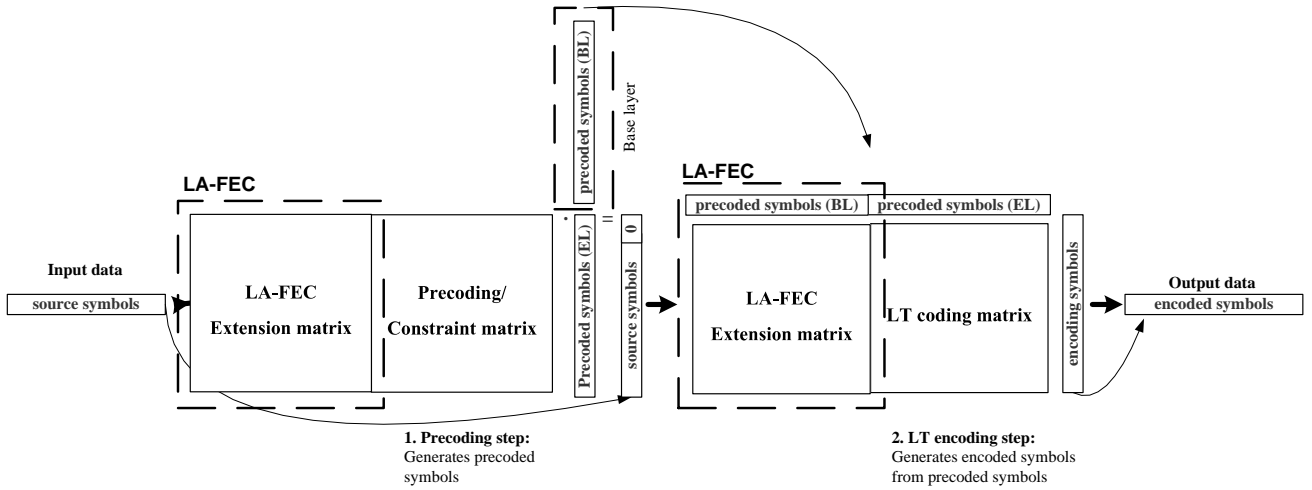 Input data
source symbols
LA-FEC
LA-FEC
Extension matrix
Precoding/
Constraint matrix
precoded symbols (BL)
Base layer
·
=
Precoded symbols (EL)
0
source symbols
1. Precoding step:
Generates precoded
symbols
LA-FEC
precoded symbols (BL)
precoded symbols (EL)
LA-FEC
Extension matrix
LT coding matrix
encoding symbols
2. LT encoding step:
Generates encoded symbols
from precoded symbols
Output data
encoded symbols